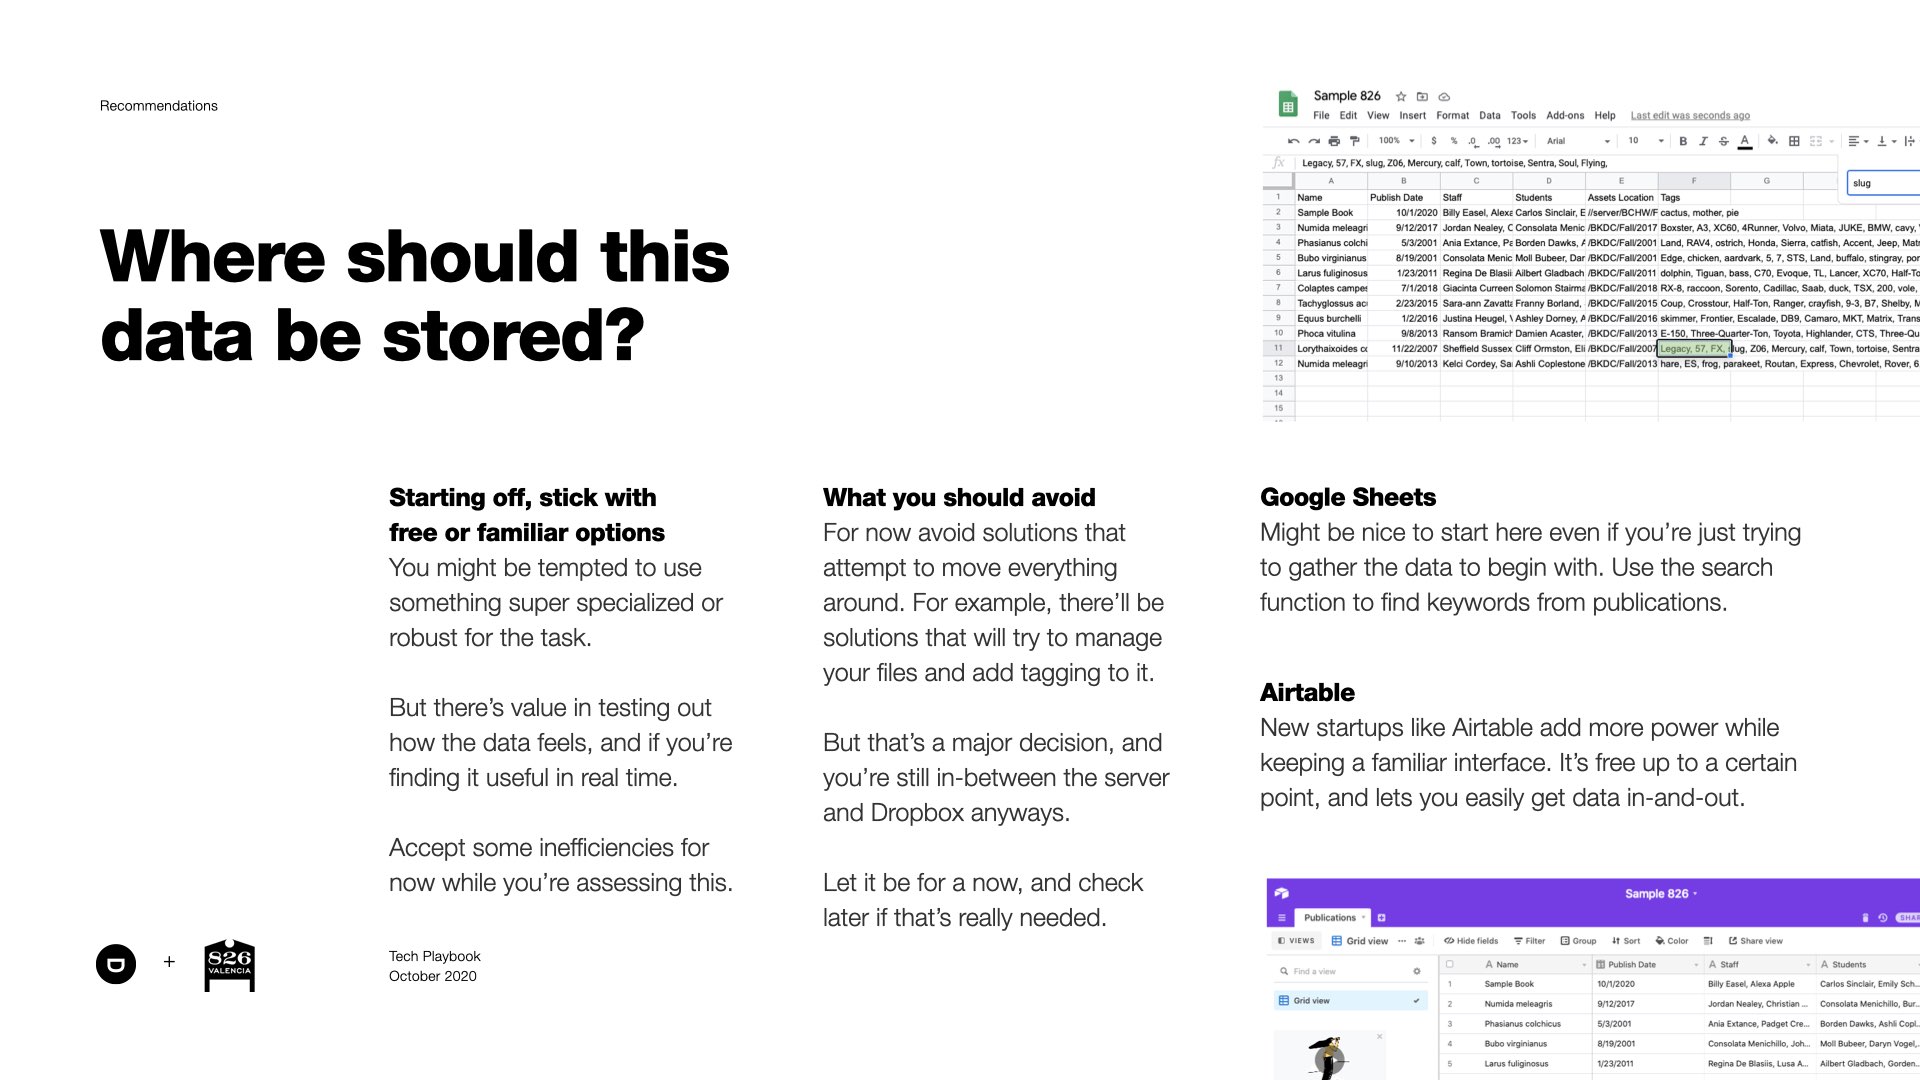 Recommendations
Where should this
data be stored?
Starting off, stick with
free or familiar options
You might be tempted to use
something super specialized or
robust for the task.
But there’s value in testing out
how the data feels, and if you’re
finding it useful in real time.
Accept some inefficiencies for
now while you’re assessing this.
What you should avoid
For now avoid solutions that
attempt to move everything
around. For example, there’ll be
solutions that will try to manage
your files and add tagging to it.
But that’s a major decision, and
you’re still in-between the server
and Dropbox anyways.
Let it be for a now, and check
later if that’s really needed.
Sample 826
File Edit View Insert Format Data Tools Add-ons Help Last edit was seconds ago
100% $ % .0 .00 123 Arial 10 B I S A
fx Legacy, 57, FX, slug, Z06, Mercury, calf, Town, tortoise, Sentra, Soul, Flying,
slug
A B C D E F G
1 Name Publish Date Staff Students Assets Location Tags
2 Sample Book 10/1/2020 Billy Easel, Alexa Carlos Sinclair, E //server/BCHW/F cactus, mother, pie
3 Numida meleagri 9/12/2017 Jordan Nealey, C Consolata Menic /BKDC/Fall/2017 Boxster, A3, XC60, 4Runner, Volvo, Miata, JUKE, BMW, cavy,
4 Phasianus colchi 5/3/2001 Ania Extance, Pa Borden Dawks, A /BKDC/Fall/2001 Land, RAV4, ostrich, Honda, Sierra, catfish, Accent, Jeep, Mat
5 Bubo virginianus 8/19/2001 Consolata Menic Moll Bubeer, Dar /BKDC/Fall/2001 Edge, chicken, aardvark, 5, 7, STS, Land, buffalo, stingray, por
6 Larus fuliginosus 1/23/2011 Regina De Blasii Ailbert Gladbach /BKDC/Fall/2011 dolphin, Tiguan, bass, C70, Evoque, TL, Lancer, XC70, Half-To
7 Colaptes campes 7/1/2018 Giacinta Curreen Solomon Stairma /BKDC/Fall/2018 RX-8, raccoon, Sorento, Cadillac, Saab, duck, TSX, 200, vole,
8 Tachyglossus ac 2/23/2015 Sara-ann Zavatta Franny Borland, /BKDC/Fall/2015 Coup, Crosstour, Half-Ton, Ranger, crayfish, 9-3, B7, Shelby, M
9 Equus burchelli 1/2/2016 Justina Heugel, V Ashley Dorney, A /BKDC/Fall/2016 skimmer, Frontier, Escalade, DB9, Camaro, MKT, Matrix, Trans
10 Phoca vitulina 9/8/2013 Ransom Bramich Damien Acaster, /BKDC/Fall/2013 E-150, Three-Quarter-Ton, Toyota, Highlander, CTS, Three-Qu
11 Lorythaixoides co 11/22/2007 Sheffield Sussex Cliff Ormston, Eli /BKDC/Fall/2007 Legacy, 57, FX, slug, Z06, Mercury, calf, Town, tortoise, Sentra
12 Numida meleagri 9/10/2013 Kelci Cordey, Sa Ashli Coplestone /BKDC/Fall/2013 hare, ES, frog, parakeet, Routan, Express, Chevrolet, Rover, 6
13
14
15
Google Sheets
Might be nice to start here even if you’re just trying
to gather the data to begin with. Use the search
function to find keywords from publications.
Airtable
New startups like Airtable add more power while
keeping a familiar interface. It’s free up to a certain
point, and lets you easily get data in-and-out.
Sample 826
Publications SHAR
VIEWS Grid view Hide fields Filter Group Sort Color Share view
Find a view
Grid view
A Name Publish Date A Staff A Students
1 Sample Book 10/1/2020 Billy Easel, Alexa Apple Carlos Sinclair, Emily Sch...
2 Numida meleagris 9/12/2017 Jordan Nealey, Christian ... Consolata Menichillo, Bur...
3 Phasianus colchicus 5/3/2001 Ania Extance, Padget Cre... Borden Dawks, Ashli Copl...
4 Bubo virginianus 8/19/2001 Consolata Menichillo, Joh... Moll Bubeer, Daryn Vogel,...
5 Larus fuliginosus 1/23/2011 Regina De Blasiis, Lusa A... Ailbert Gladbach, Gorden...
D + 826
VALENCIA
Tech Playbook
October 2020